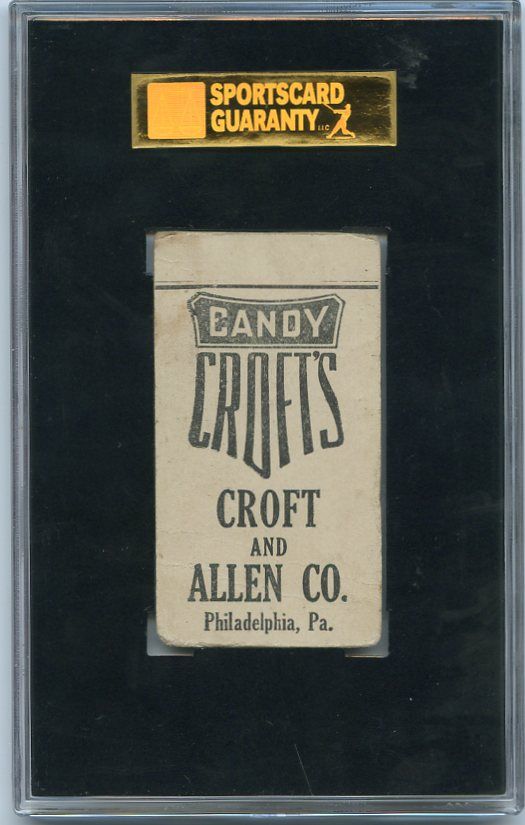 SPORTSCARD
GUARANTY LLC
CANDY
CROFT'S
CROFT
AND
ALLEN CO.
Philadelphia, Pa.